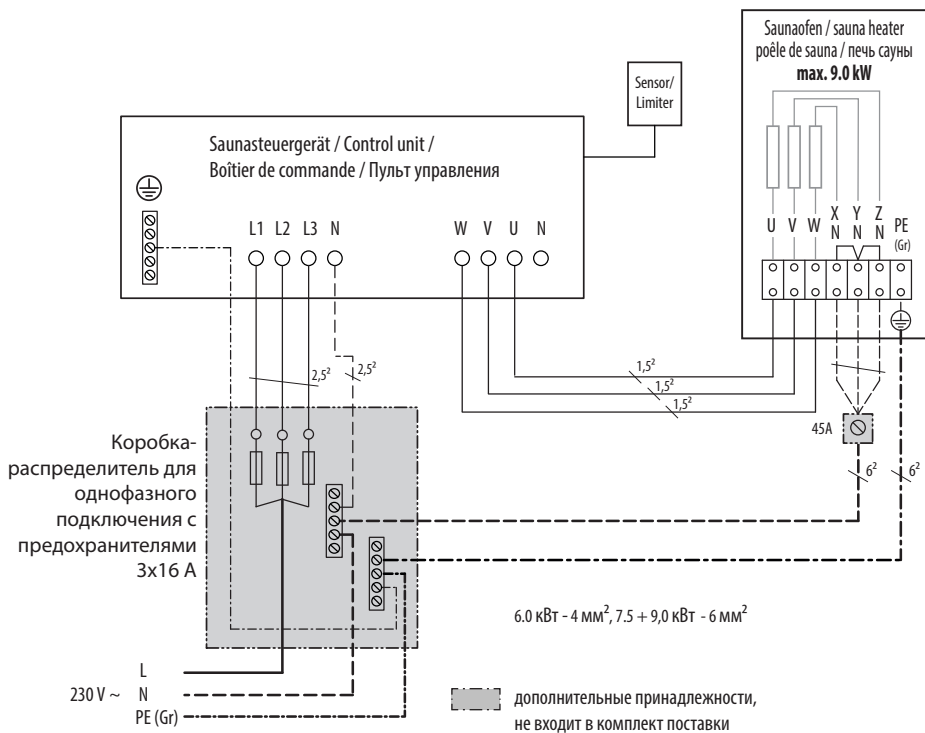 Saunaofen / sauna heater
poêle de sauna / печь сауны
max. 9.0 kW
Sensor/
Limiter
Saunasteuergerät / Control unit /
Boîtier de commande / Пульт управления
L1 L2 L3 N
W V U N
U V W X Y Z PE
N N N (Gr)
2,5²
2,5²
1,5²
1,5²
1,5²
45A
6²
6²
Коробка-
распределитель для
однофазного
подключения с
предохранителями
3x16 А
6.0 кВт - 4 мм², 7.5 + 9,0 кВт - 6 мм²
L
230 V ~ N
PE (Gr)
дополнительные принадлежности,
не входит в комплект поставки